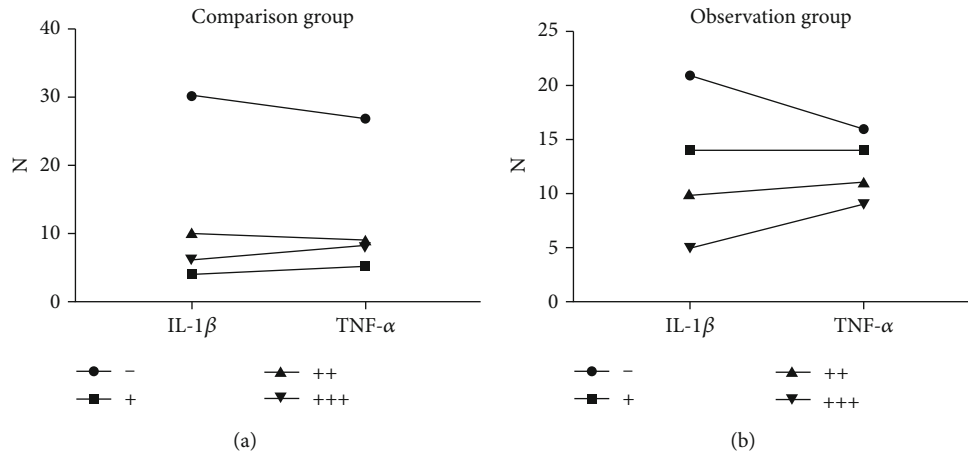 Comparison group
40
30
20
10
0
N
IL-1β
TNF-α
−
+
++
+++
(a)
Observation group
25
20
15
10
5
0
N
IL-1β
TNF-α
−
+
++
+++
(b)